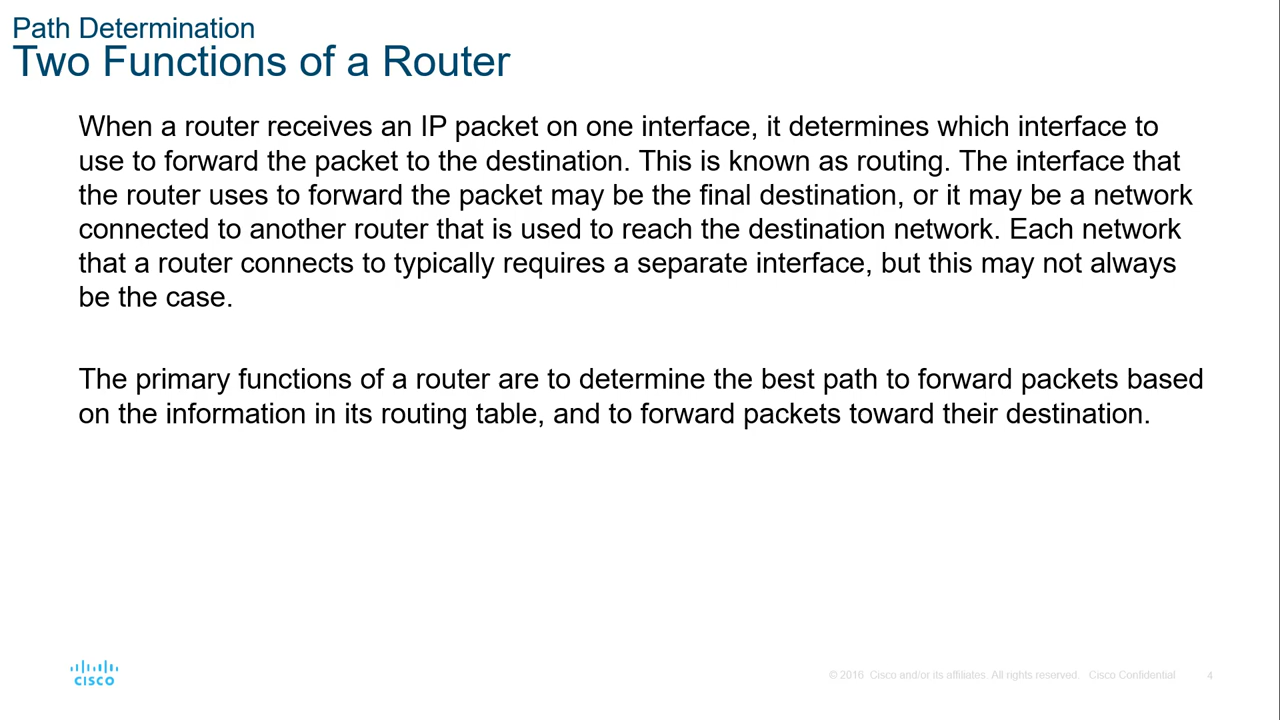 Path Determination
Two Functions of a Router
When a router receives an IP packet on one interface, it determines which interface to
use to forward the packet to the destination. This is known as routing. The interface that
the router uses to forward the packet may be the final destination, or it may be a network
connected to another router that is used to reach the destination network. Each network
that a router connects to typically requires a separate interface, but this may not always
be the case.
The primary functions of a router are to determine the best path to forward packets based
on the information in its routing table, and to forward packets toward their destination.
CISCO
© 2016 Cisco and/or its affiliates. All rights reserved. Cisco Confidential 4